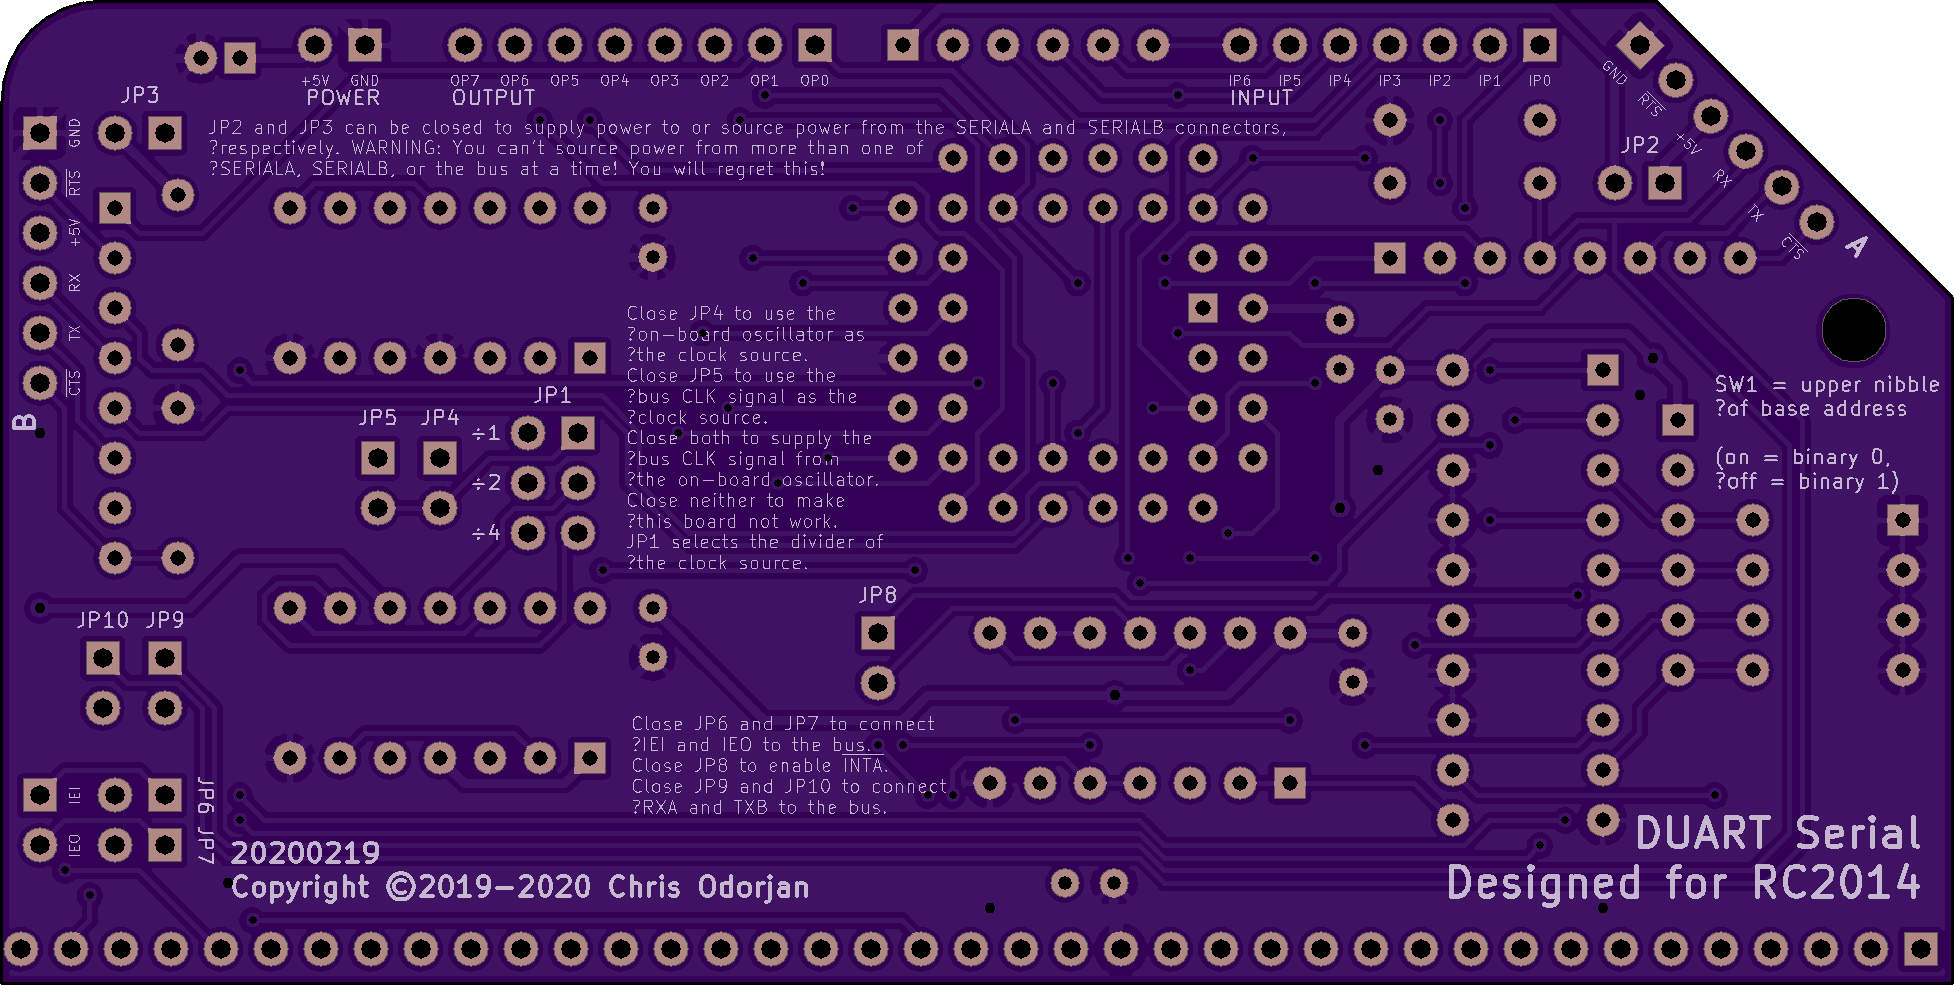 +5V GND
POWER
OP7 OP6 OP5 OP4 OP3 OP2 OP1 OP0
OUTPUT
IP6 IP5 IP4 IP3 IP2 IP1 IP0
INPUT
GND
RTS
+5V
RX
TX
CTS
A
JP3
JP2
GND
RTS
+5V
RX
TX
CTS
B
JP2 and JP3 can be closed to supply power to or source power from the SERIALA and SERIALB connectors,
?respectively. WARNING: You can't source power from more than one of
?SERIALA, SERIALB, or the bus at a time! You will regret this!
Close JP4 to use the
?on-board oscillator as
?the clock source.
Close JP5 to use the
?bus CLK signal as the
?clock source.
Close both to supply the
?bus CLK signal from
?the on-board oscillator.
Close neither to make
?this board not work.
JP1 selects the divider of
?the clock source.
JP1
JP5 JP4
÷1
÷2
÷4
SW1 = upper nibble
?of base address
(on = binary 0,
?off = binary 1)
JP8
JP10 JP9
Close JP6 and JP7 to connect
?IEI and IEO to the bus.
Close JP8 to enable INTA.
Close JP9 and JP10 to connect
?RXA and TXB to the bus.
IEI
IEO
JP6 JP7
20200219
Copyright ©2019-2020 Chris Odorjan
DUART Serial
Designed for RC2014